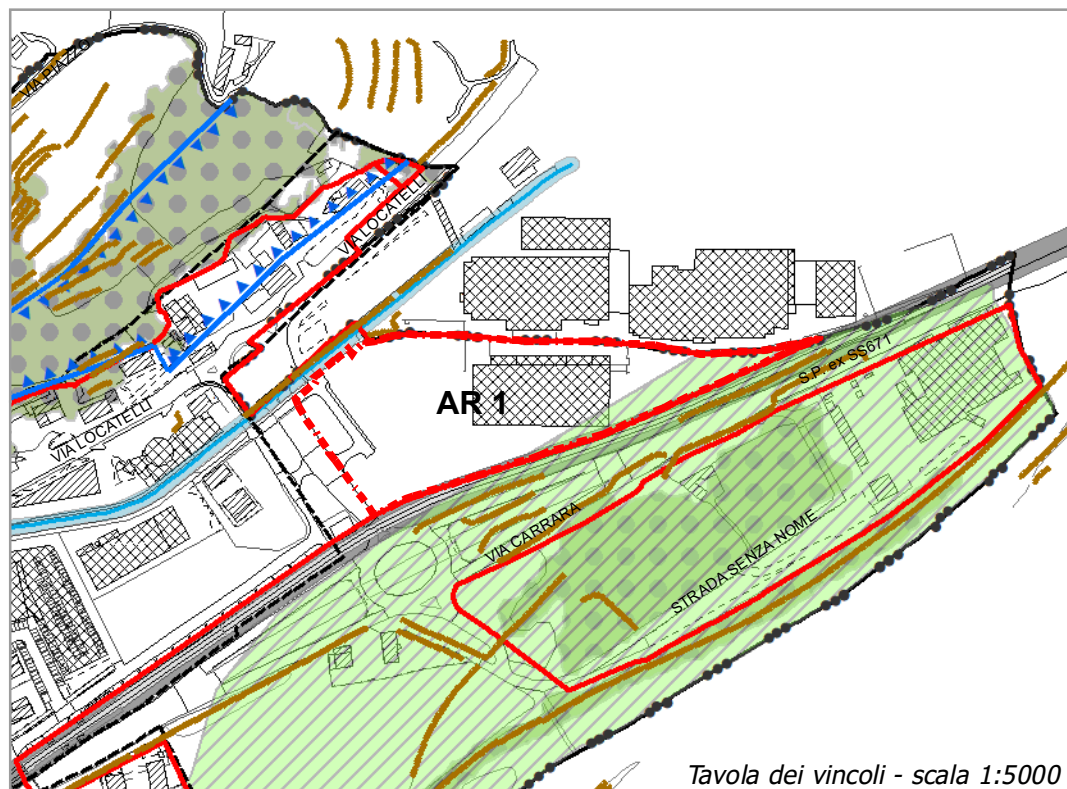 VIA PIAZZO
VIA LOCATELLI
VIA LOCATELLI
AR 1
S.P. ex SS671
VIA CARRARA
STRADA SENZA NOME
Tavola dei vincoli - scala 1:5000